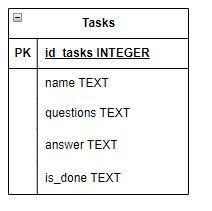 Tasks
PK id_tasks INTEGER
name TEXT
questions TEXT
answer TEXT
is_done TEXT